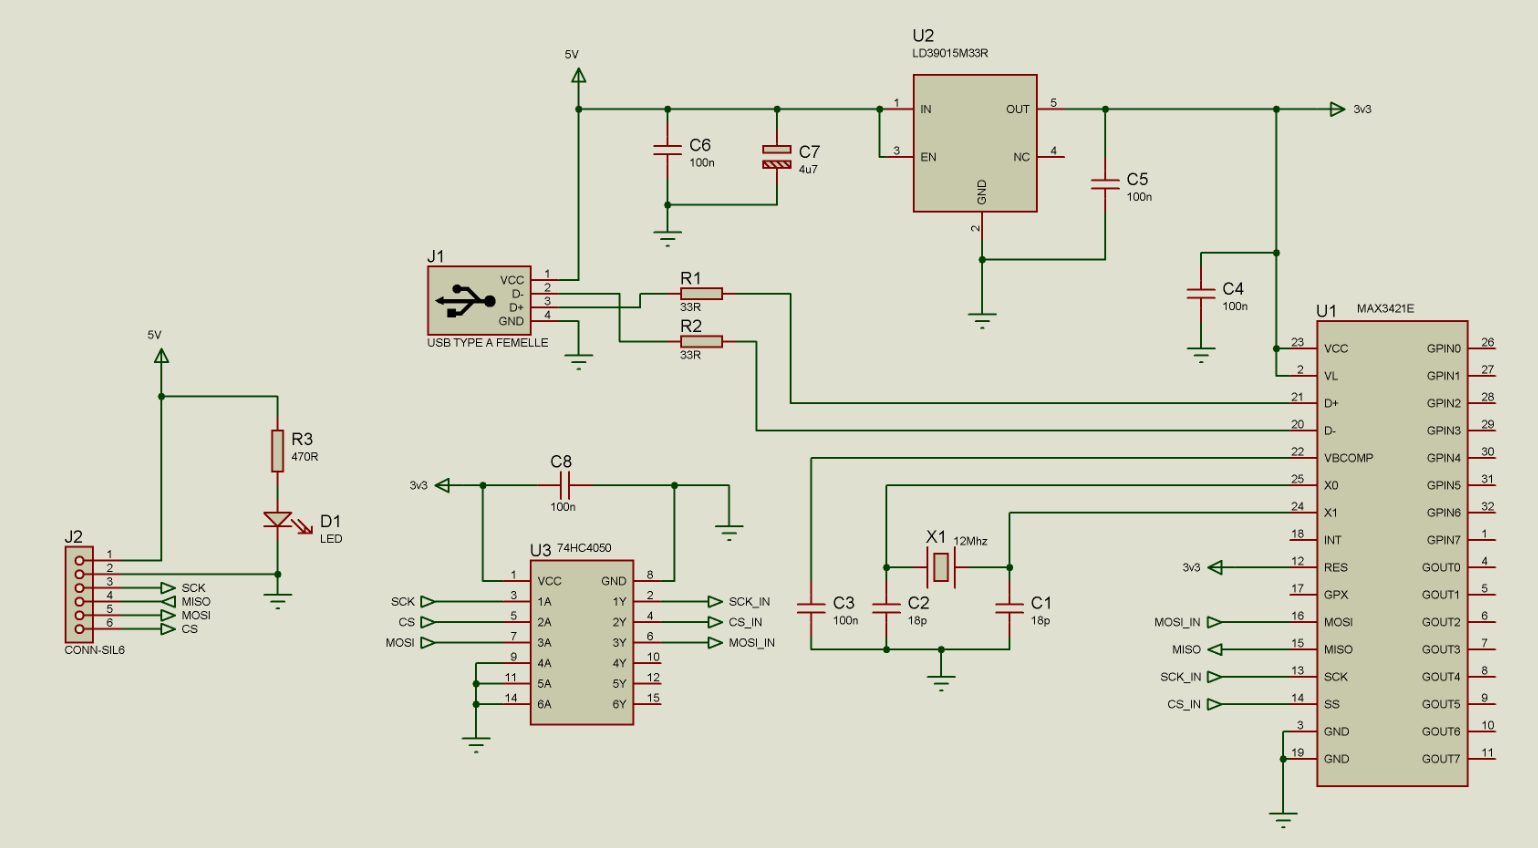 U2
LD39015M33R
5V
1 IN
OUT 5
3 EN
NC 4
GND
2
3v3
C6
100n
C7
4u7
C5
100n
J1
VCC 1
D- 2
D+ 3
GND 4
USB TYPE A FEMELLE
R1
33R
R2
33R
C4
100n
5V
R3
470R
D1
LED
J2
1
2
3 SCK
4 MISO
5 MOSI
6 CS
CONN-SIL6
C8
100n
3v3
U3 74HC4050
1 VCC GND 8
SCK 3 1A 1Y 2 SCK_IN
CS 5 2A 2Y 4 CS_IN
MOSI 7 3A 3Y 6 MOSI_IN
9 4A 4Y 10
11 5A 5Y 12
14 6A 6Y 15
X1 12Mhz
C3
100n
C2
18p
C1
18p
U1 MAX3421E
23 VCC GPIN0 26
2 VL GPIN1 27
21 D+ GPIN2 28
20 D- GPIN3 29
22 VBCOMP GPIN4 30
25 X0 GPIN5 31
24 X1 GPIN6 32
18 INT GPIN7 1
3v3 12 RES GOUT0 4
17 GPX GOUT1 5
MOSI_IN 16 MOSI GOUT2 6
MISO 15 MISO GOUT3 7
SCK_IN 13 SCK GOUT4 8
CS_IN 14 SS GOUT5 9
3 GND GOUT6 10
19 GND GOUT7 11